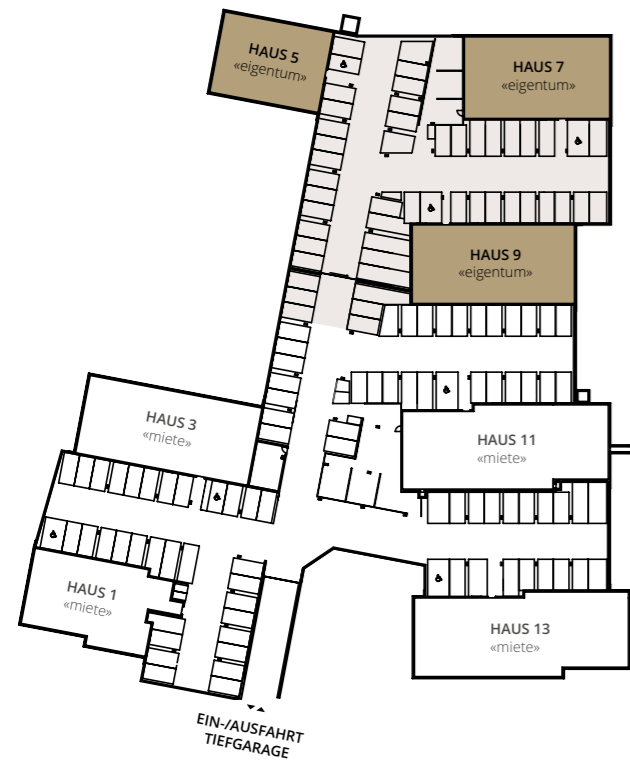 HAUS 5
«eigentum»
HAUS 7
«eigentum»
HAUS 9
«eigentum»
HAUS 3
«miete»
HAUS 11
«miete»
HAUS 1
«miete»
HAUS 13
«miete»
EIN-/AUSFAHRT
TIEFGARAGE